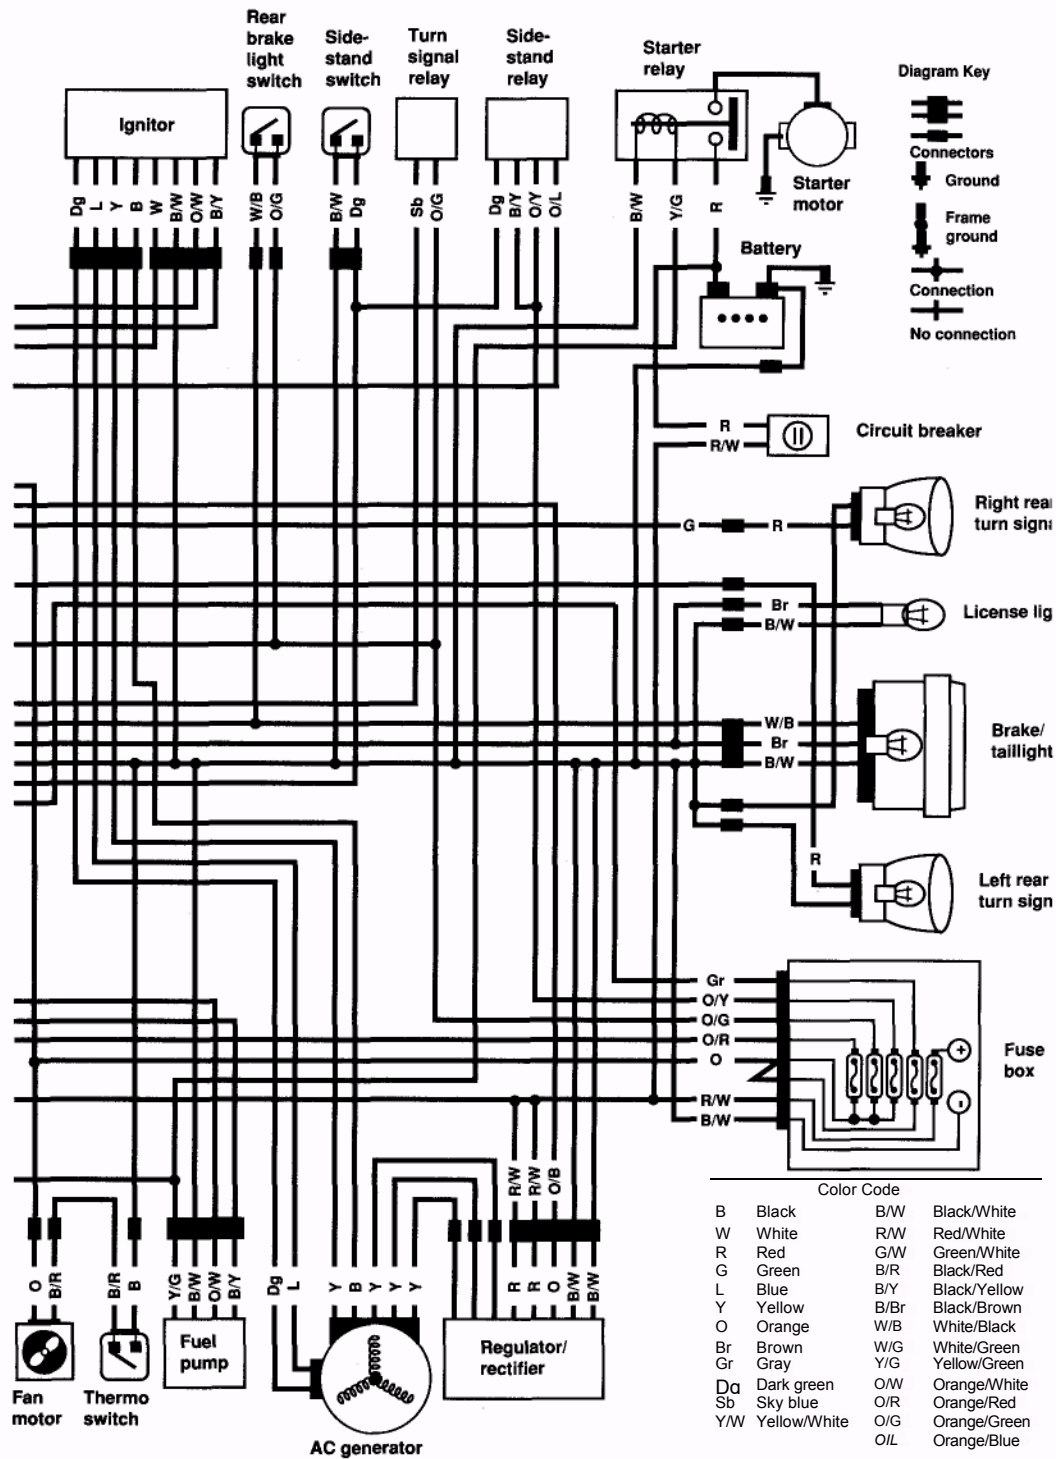 Rear
brake
light
switch
Side-
stand
switch
Turn
signal
relay
Side-
stand
relay
Starter
relay
Diagram Key
Ignitor
Connectors
Ground
Starter
motor
Frame
ground
Dg
L
Y
B
W
B/W
O/W
B/Y
W/B
O/G
B/W
Dg
Sb
O/G
Dg
B/Y
O/Y
O/L
B/W
Y/G
R
Battery
Connection
No connection
R
R/W
Circuit breaker
Right rea
turn signa
G
R
Br
B/W
License lig
W/B
Br
B/W
Brake/
taillight
R
Left rear
turn sign
Gr
O/Y
O/G
O/R
O
R/W
B/W
+
-
Fuse
box
R/W
R/W
O/B
O
B/R
B/R
B
Y/G
B/W
O/W
B/Y
Dg
L
Y
B
Y
Y
Y
R
R
O
B/W
B/W
Fan
motor
Thermo
switch
Fuel
pump
AC generator
Regulator/
rectifier
Color Code
B Black B/W Black/White
W White R/W Red/White
R Red G/W Green/White
G Green B/R Black/Red
L Blue B/Y Black/Yellow
Y Yellow B/Br Black/Brown
O Orange W/B White/Black
Br Brown W/G White/Green
Gr Gray Y/G Yellow/Green
Da Dark green O/W Orange/White
Sb Sky blue O/R Orange/Red
Y/W Yellow/White O/G Orange/Green
OIL Orange/Blue